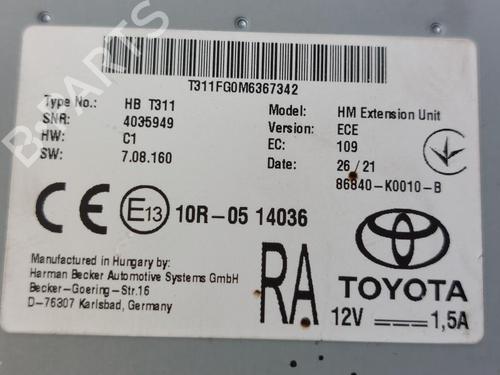 B-PARTS
T311FG0M6367342
Type No.: HB T311
SNR: 4035949
HW: C1
SW: 7.08.160
Model: HM Extension Unit
Version: ECE
EC: 109
Date: 26/21
86840-K0010-B
CE E13 10R-05 14036
Manufactured in Hungary by:
Harman Becker Automotive Systems GmbH
Becker-Goering-Str.16
D-76307 Karlsbad, Germany
RA
TOYOTA
12V 1,5A